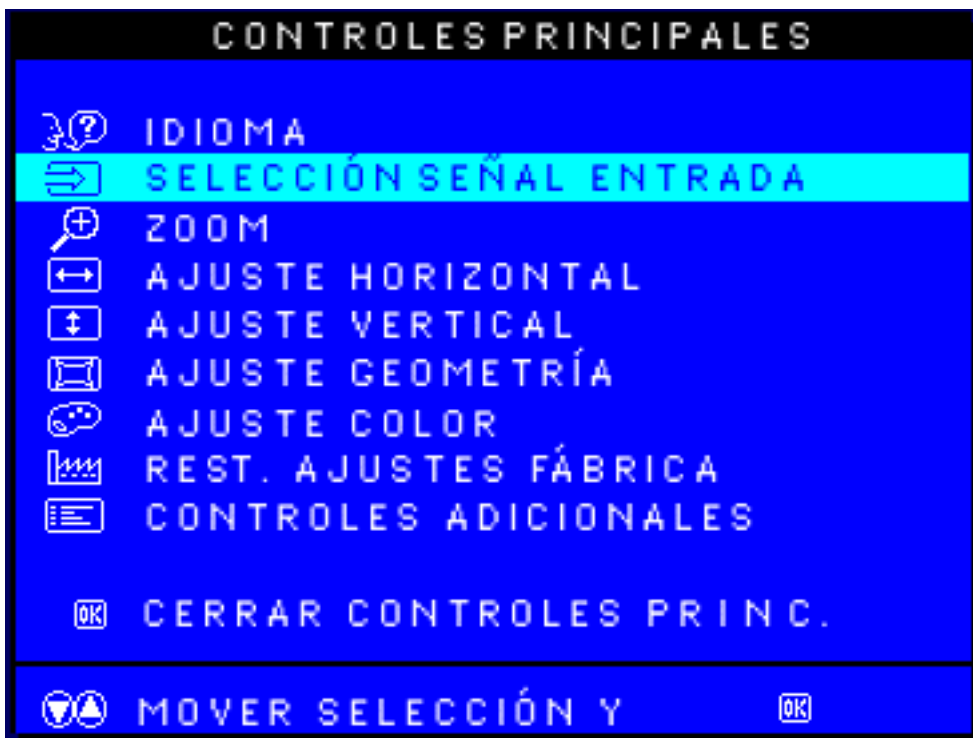 CONTROLES PRINCIPALES
IDIOMA
SELECCIÓN SEÑAL ENTRADA
ZOOM
AJUSTE HORIZONTAL
AJUSTE VERTICAL
AJUSTE GEOMETRÍA
AJUSTE COLOR
REST. AJUSTES FÁBRICA
CONTROLES ADICIONALES
OK CERRAR CONTROLES PRINC.
MOVER SELECCIÓN Y OK